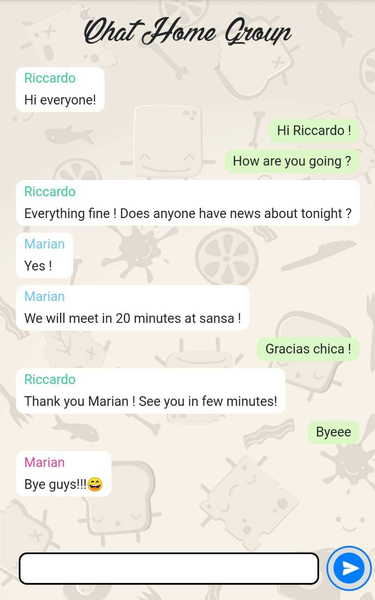 Qhat Home Group
Riccardo
Hi everyone!
Hi Riccardo !
How are you going ?
Riccardo
Everything fine ! Does anyone have news about tonight ?
Marian
Yes !
Marian
We will meet in 20 minutes at sansa !
Gracias chica !
Riccardo
Thank you Marian ! See you in few minutes!
Byeee
Marian
Bye guys!!!😄